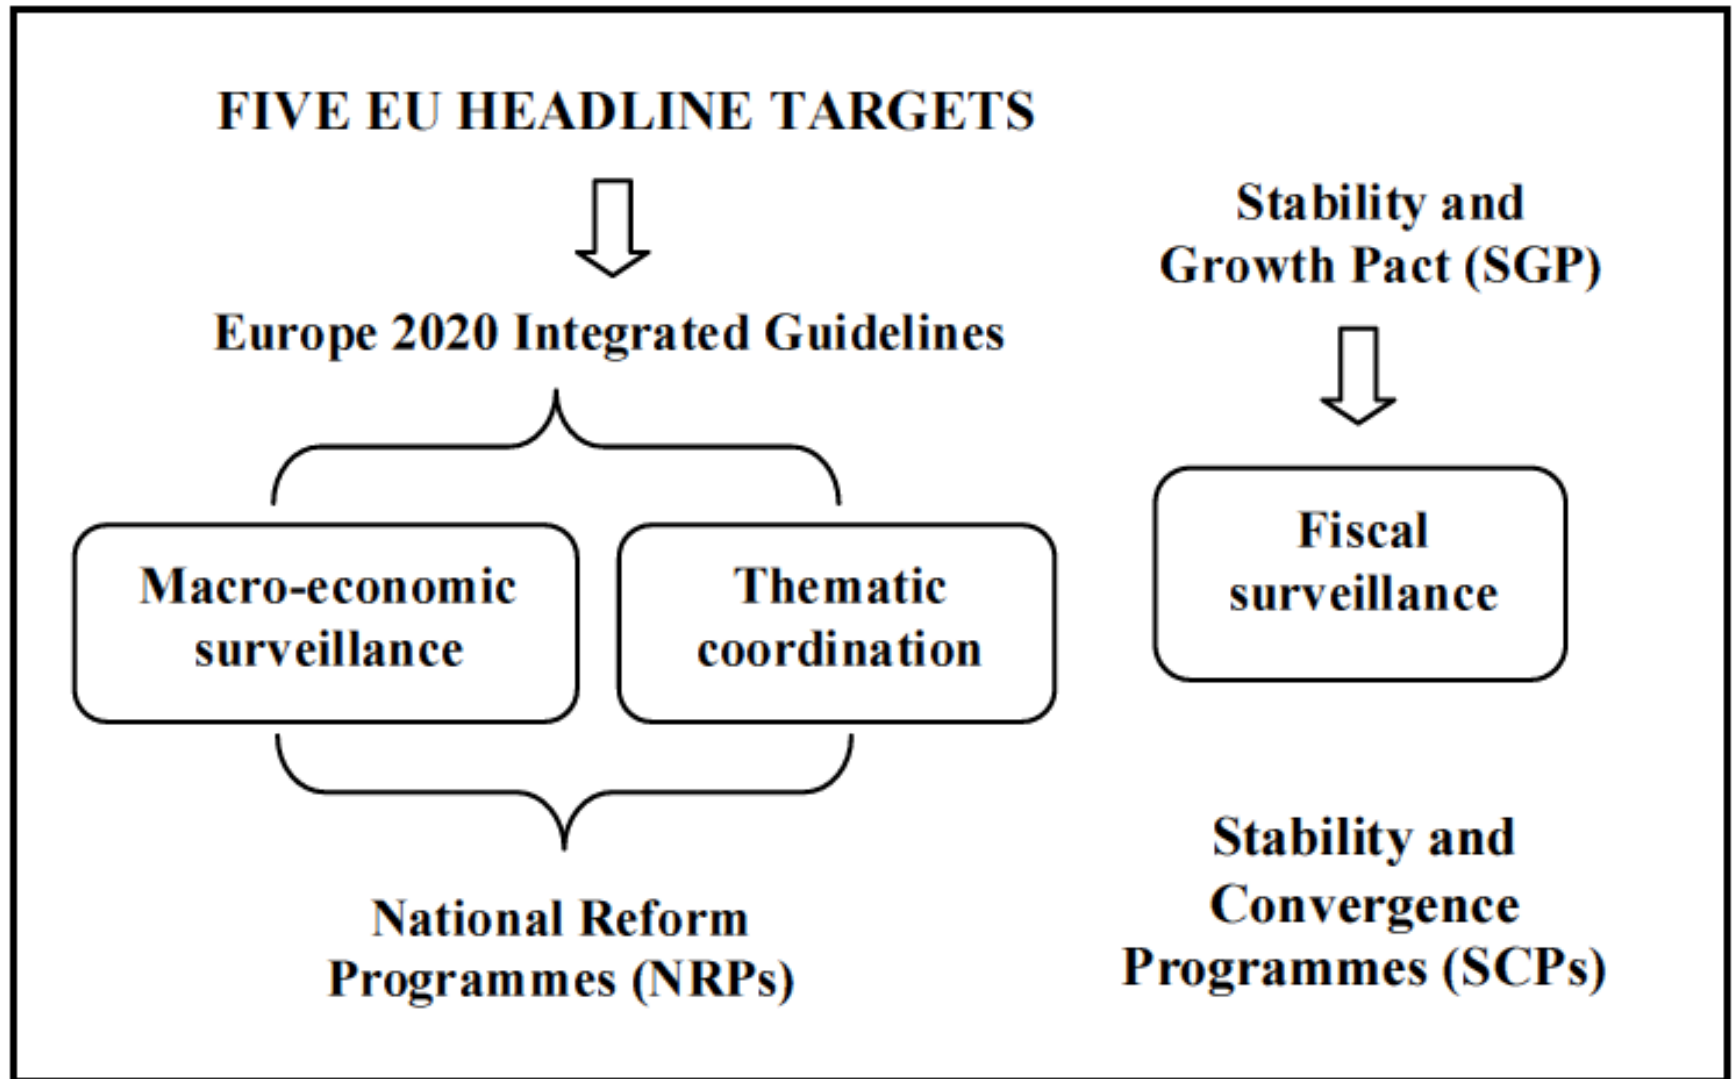 FIVE EU HEADLINE TARGETS
Europe 2020 Integrated Guidelines
Macro-economic
surveillance
Thematic
coordination
National Reform
Programmes (NRPs)
Stability and
Growth Pact (SGP)
Fiscal
surveillance
Stability and
Convergence
Programmes (SCPs)